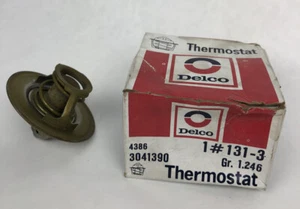 Thermostat
Delco
Delco
4386
1#131-3
3041390
Gr. 1.246
Thermostat